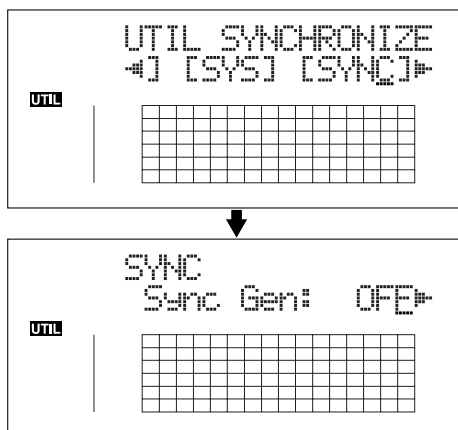 UTIL SYNCHRONIZE
◄] [SYS] [SYNC]►
UTIL
SYNC
Sync Gen: OFF►
UTIL